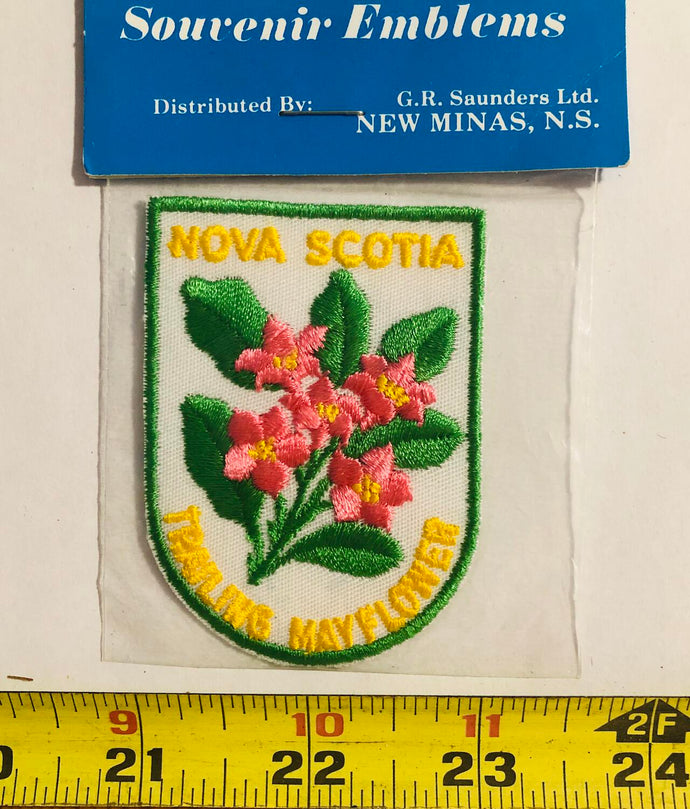 Souvenir Emblems
Distributed By: G.R. Saunders Ltd.
NEW MINAS, N.S.
NOVA SCOTIA
TRAILING MAYFLOWER
9 10 11 2F
21 22 23 24